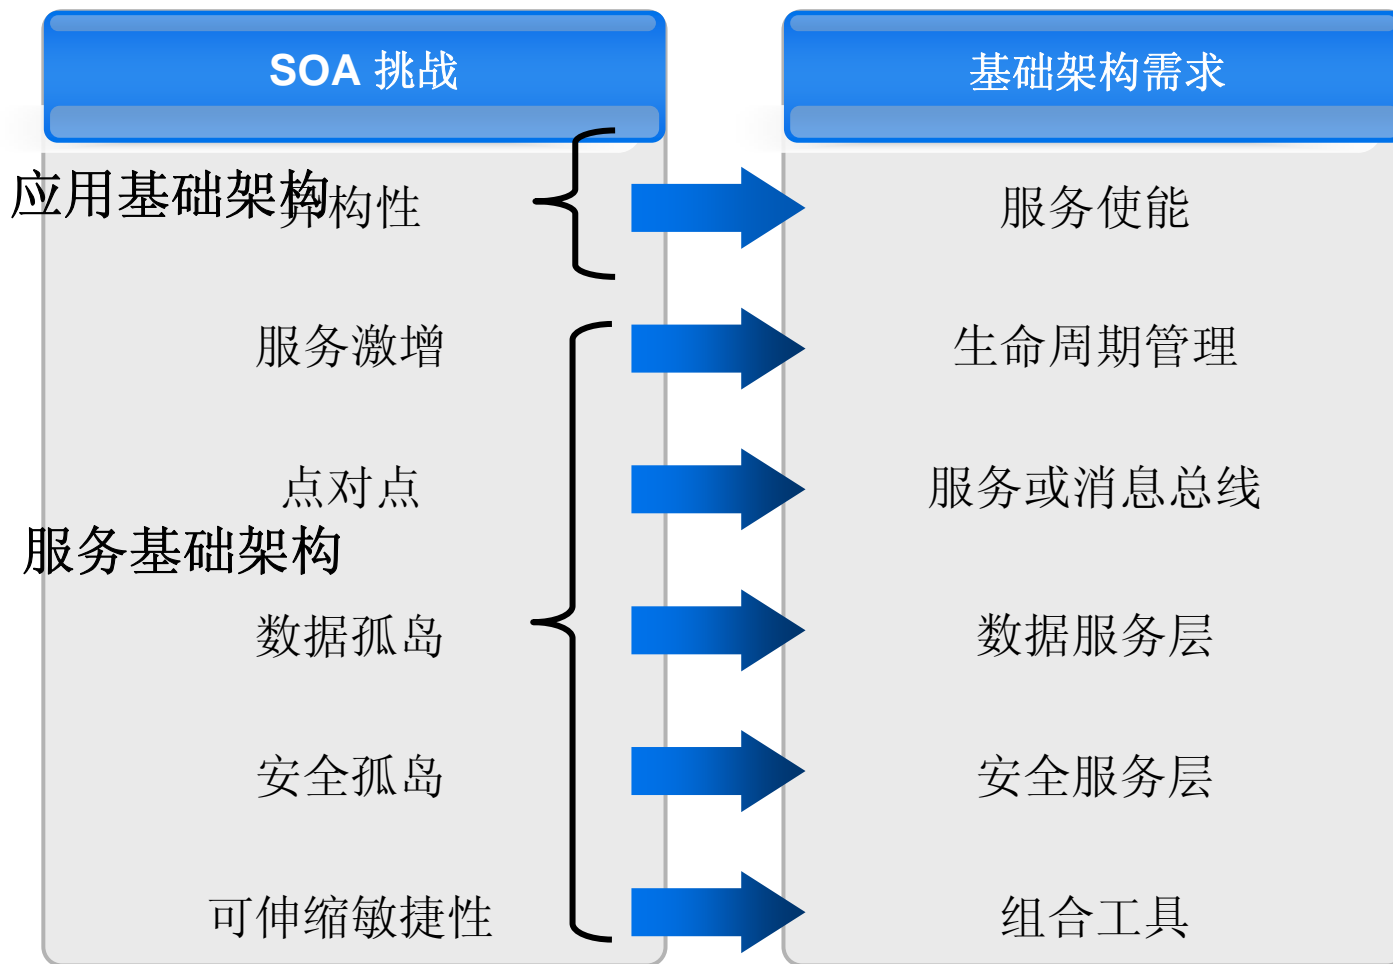 SOA 挑战
基础架构需求
应用基础架构
异构性
服务使能
服务激增
生命周期管理
点对点
服务或消息总线
服务基础架构
数据孤岛
数据服务层
安全孤岛
安全服务层
可伸缩敏捷性
组合工具